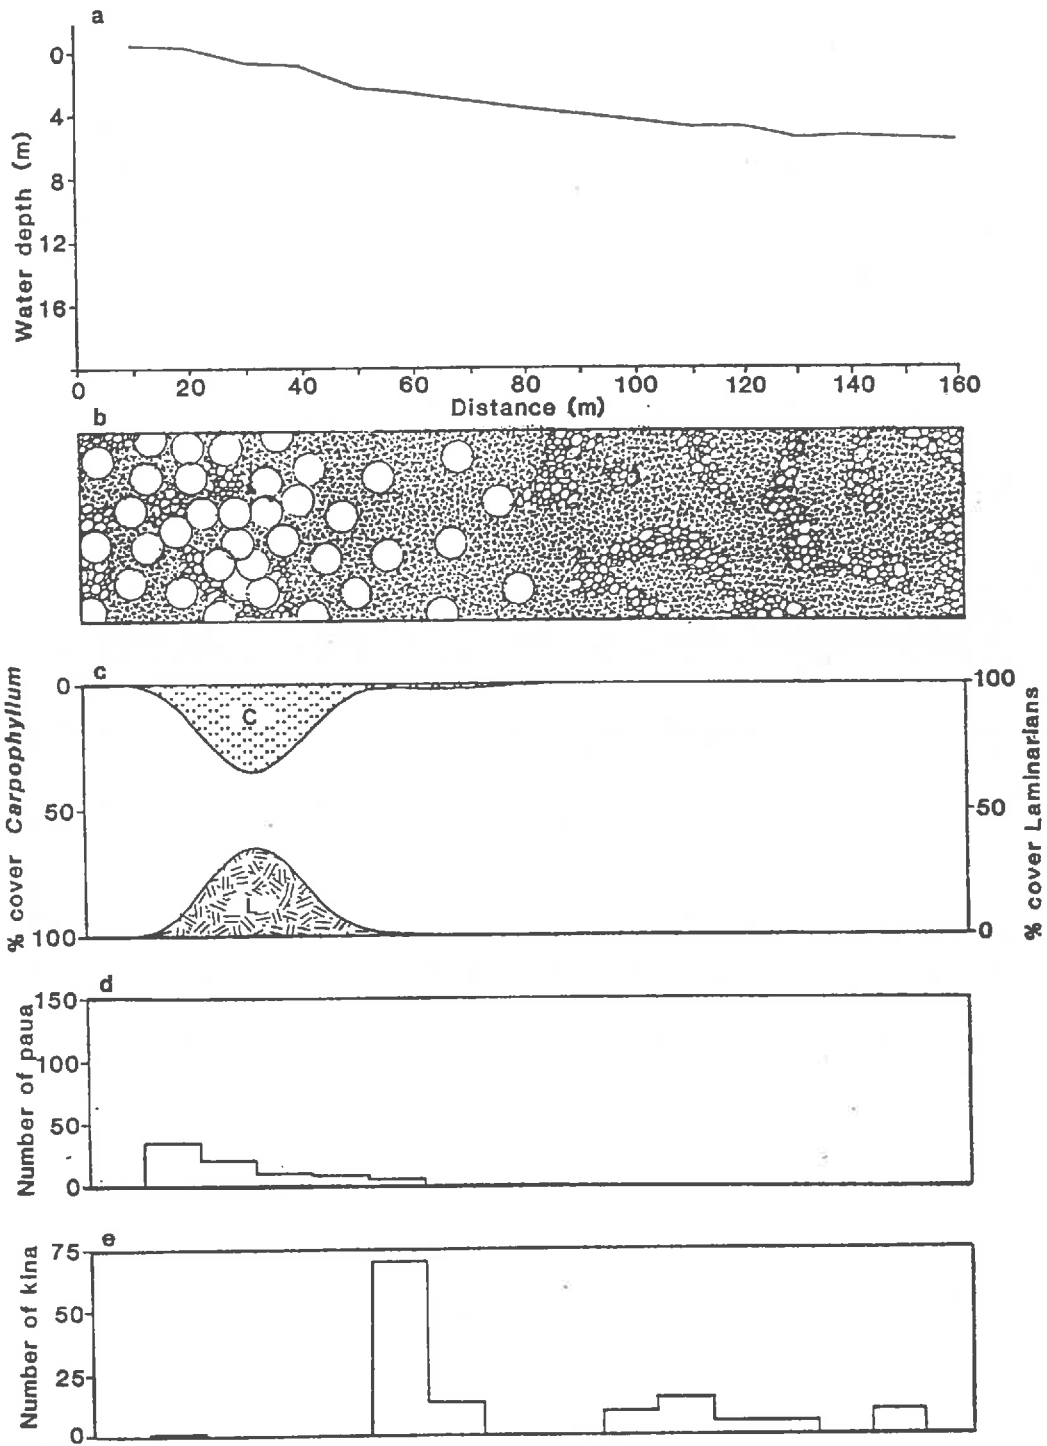 a
Water depth (m)
0
4
8
12
16
0 20 40 60 80 100 120 140 160
Distance (m)
b
c
% cover Carpophyllum
0
50
100
C
L
100
50
0
% cover Laminarians
d
Number of paua
150
100
50
0
e
Number of kina
75
50
25
0